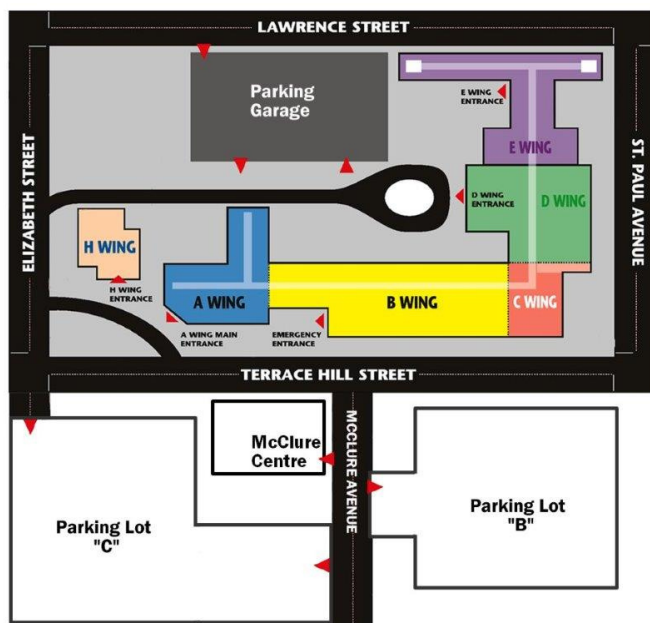 LAWRENCE STREET
Parking
Garage
E WING
ENTRANCE
E WING
ELIZABETH STREET
ST. PAUL AVENUE
D WING
ENTRANCE
D WING
H WING
H WING
ENTRANCE
A WING
B WING
C WING
A WING MAIN
ENTRANCE
EMERGENCY
ENTRANCE
TERRACE HILL STREET
McClure
Centre
MCCLURE AVENUE
Parking Lot
"C"
Parking Lot
"B"